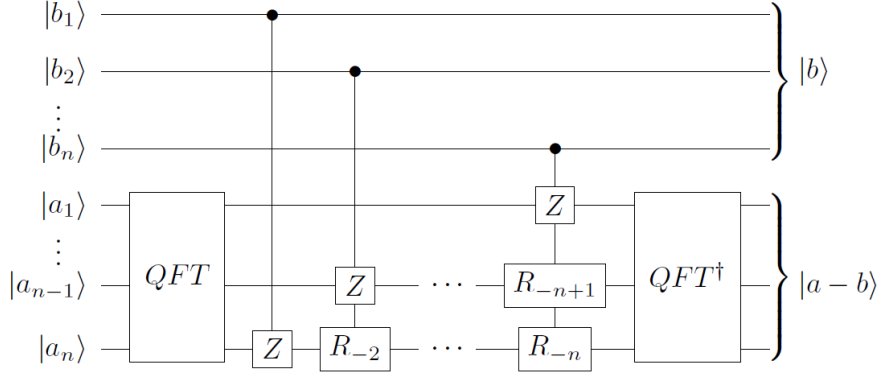 |b₁⟩
|b₂⟩ |b⟩
⋮
|bₙ⟩
|a₁⟩ Z
⋮
QFT R₋ₙ₊₁ QFT†
|aₙ₋₁⟩ Z ⋯ |a − b⟩
|aₙ⟩ Z R₋₂ ⋯ R₋ₙ